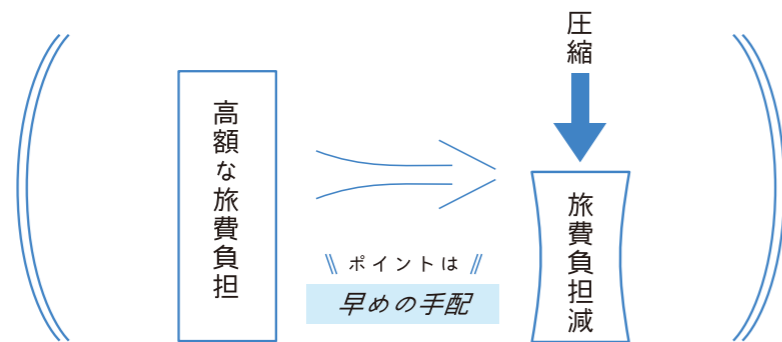 高額な旅費負担
ポイントは
早めの手配
圧縮
旅費負担減